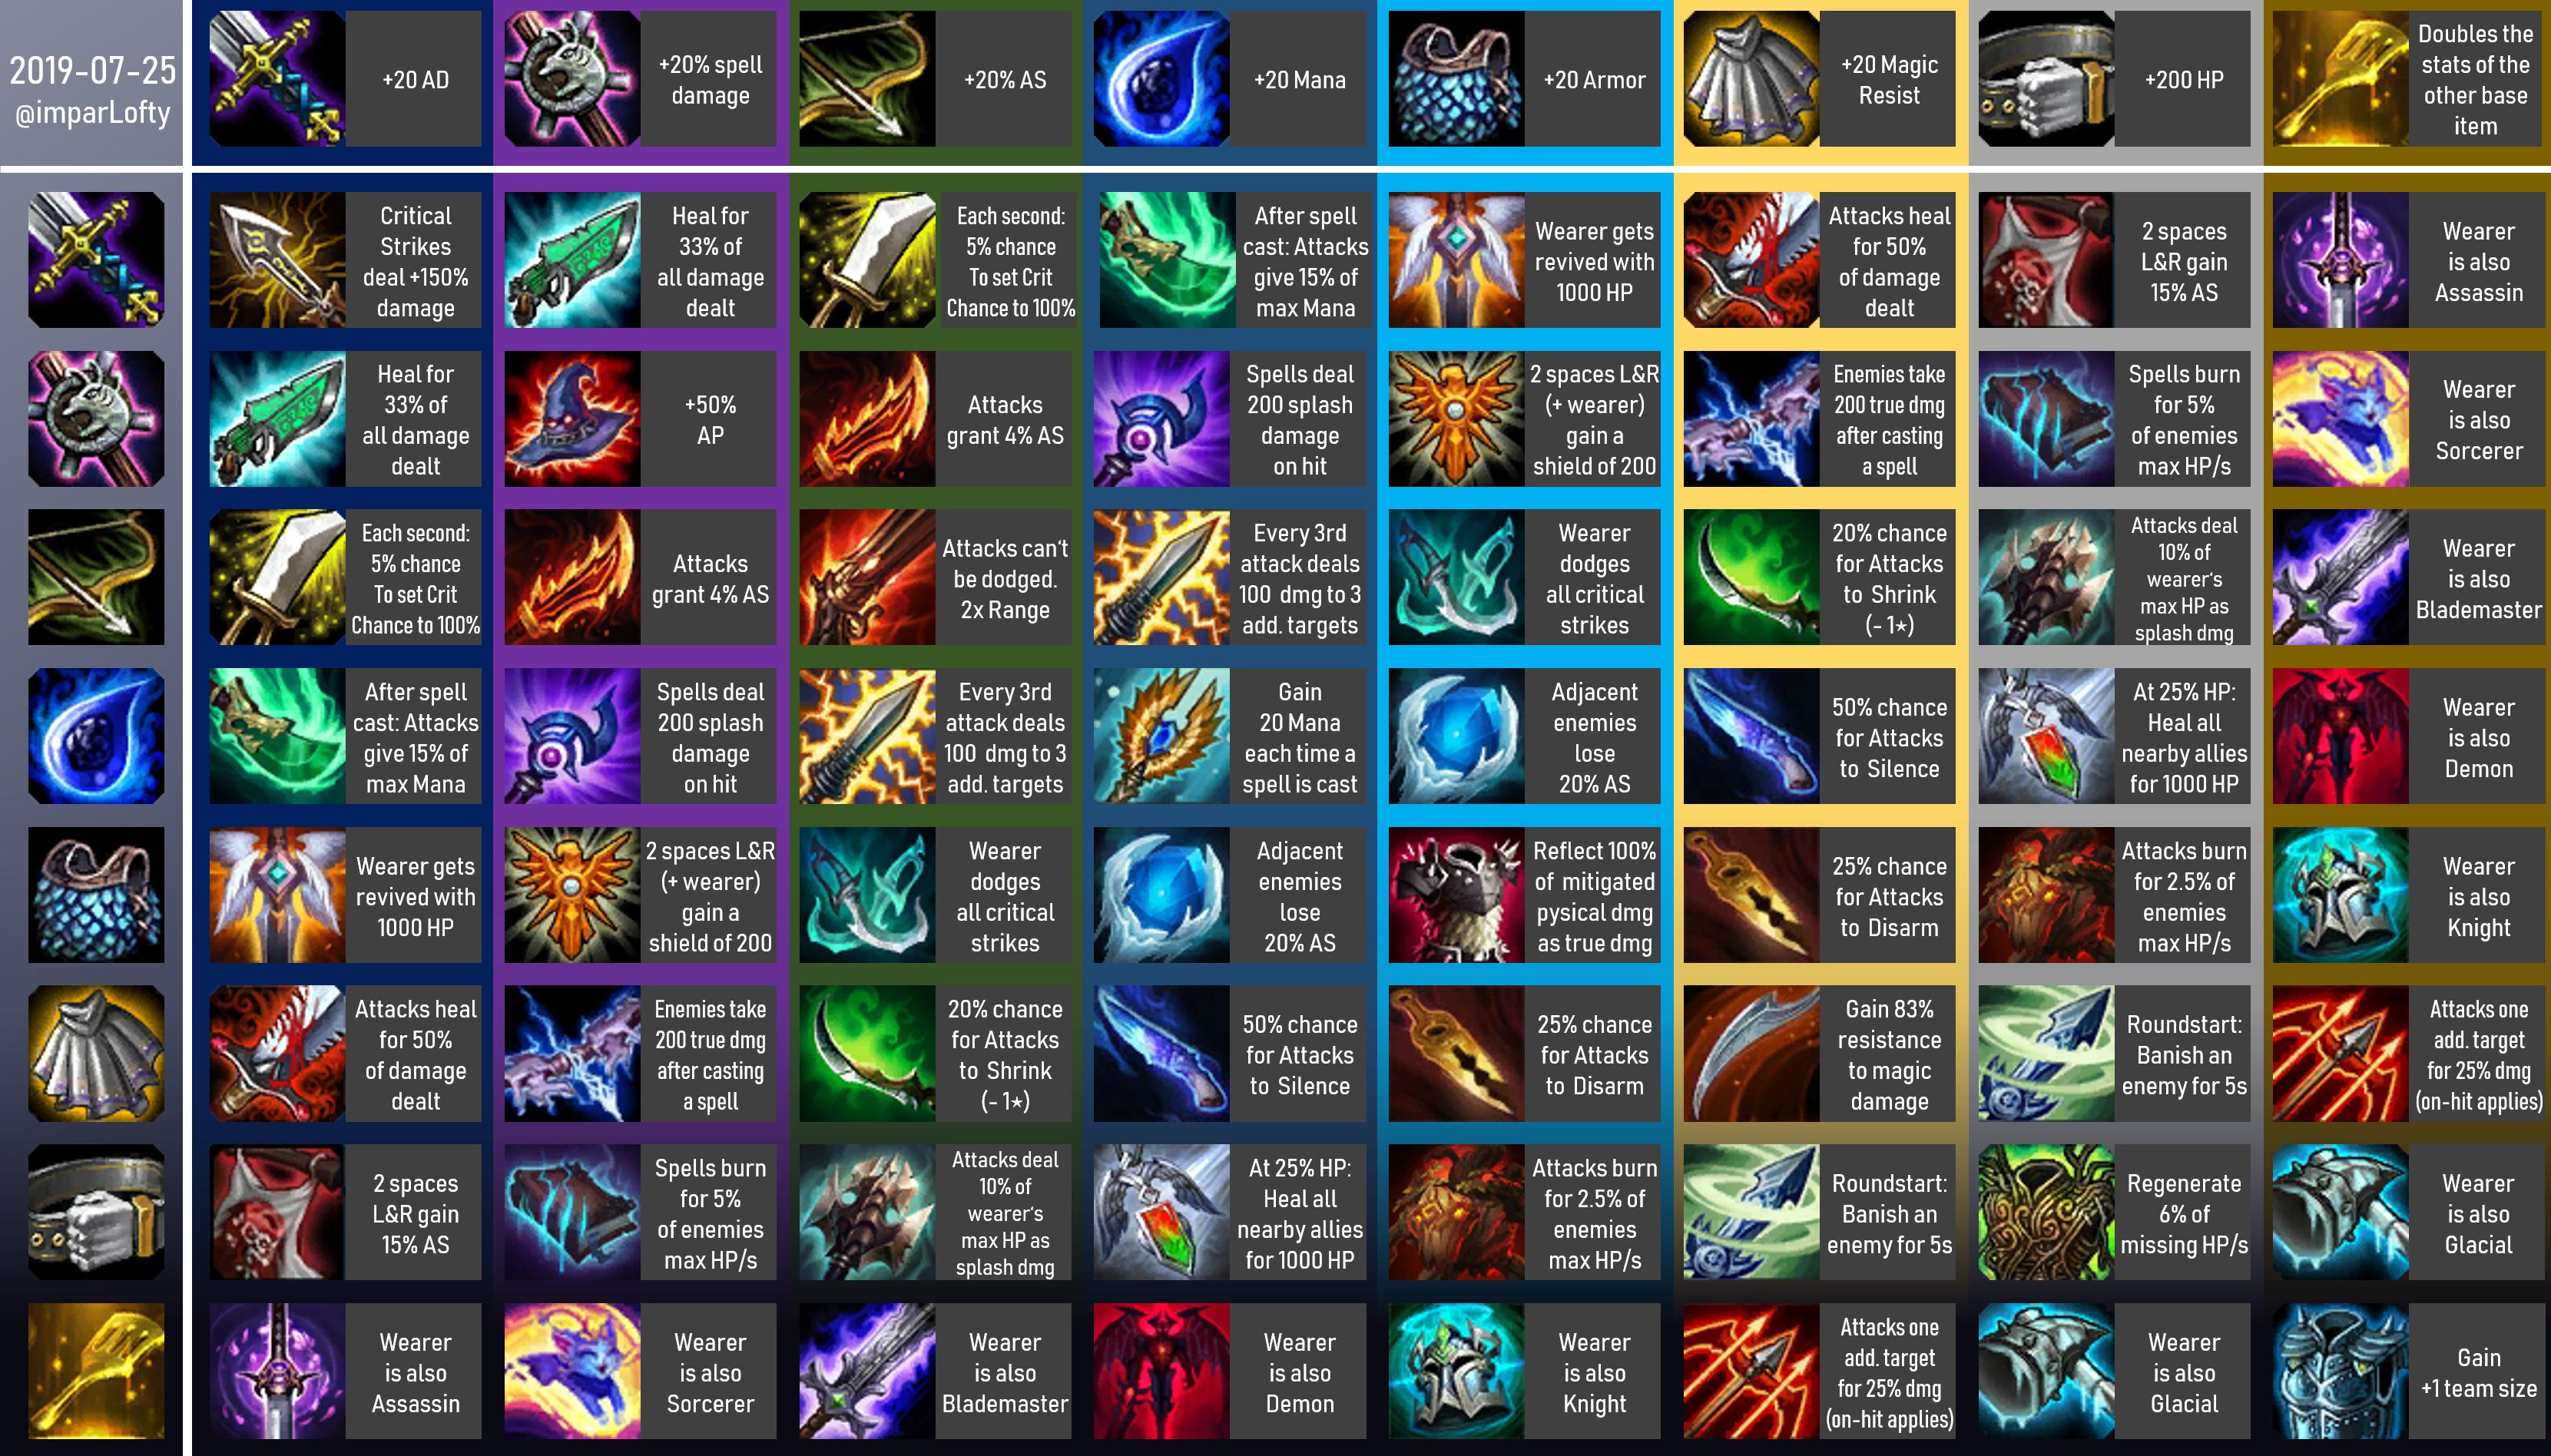 2019-07-25
@imparLofty
+20 AD
+20% spell
damage
+20% AS
+20 Mana
+20 Armor
+20 Magic
Resist
+200 HP
Doubles the
stats of the
other base
item
Critical
Strikes
deal +150%
damage
Heal for
33% of
all damage
dealt
Each second:
5% chance
To set Crit
Chance to 100%
After spell
cast: Attacks
give 15% of
max Mana
Wearer gets
revived with
1000 HP
Attacks heal
for 50%
of damage
dealt
2 spaces
L&R gain
15% AS
Wearer
is also
Assassin
Heal for
33% of
all damage
dealt
+50%
AP
Attacks
grant 4% AS
Spells deal
200 splash
damage
on hit
2 spaces L&R
(+ wearer)
gain a
shield of 200
Enemies take
200 true dmg
after casting
a spell
Spells burn
for 5%
of enemies
max HP/s
Wearer
is also
Sorcerer
Each second:
5% chance
To set Crit
Chance to 100%
Attacks
grant 4% AS
Attacks can't
be dodged.
2x Range
Every 3rd
attack deals
100 dmg to 3
add. targets
Wearer
dodges
all critical
strikes
20% chance
for Attacks
to Shrink
(- 1★)
Attacks deal
10% of
wearer's
max HP as
splash dmg
Wearer
is also
Blademaster
After spell
cast: Attacks
give 15% of
max Mana
Spells deal
200 splash
damage
on hit
Every 3rd
attack deals
100 dmg to 3
add. targets
Gain
20 Mana
each time a
spell is cast
Adjacent
enemies
lose
20% AS
50% chance
for Attacks
to Silence
At 25% HP:
Heal all
nearby allies
for 1000 HP
Wearer
is also
Demon
Wearer gets
revived with
1000 HP
2 spaces L&R
(+ wearer)
gain a
shield of 200
Wearer
dodges
all critical
strikes
Adjacent
enemies
lose
20% AS
Reflect 100%
of mitigated
pysical dmg
as true dmg
25% chance
for Attacks
to Disarm
Attacks burn
for 2.5% of
enemies
max HP/s
Wearer
is also
Knight
Attacks heal
for 50%
of damage
dealt
Enemies take
200 true dmg
after casting
a spell
20% chance
for Attacks
to Shrink
(- 1★)
50% chance
for Attacks
to Silence
25% chance
for Attacks
to Disarm
Gain 83%
resistance
to magic
damage
Roundstart:
Banish an
enemy for 5s
Attacks one
add. target
for 25% dmg
(on-hit applies)
2 spaces
L&R gain
15% AS
Spells burn
for 5%
of enemies
max HP/s
Attacks deal
10% of
wearer's
max HP as
splash dmg
At 25% HP:
Heal all
nearby allies
for 1000 HP
Attacks burn
for 2.5% of
enemies
max HP/s
Roundstart:
Banish an
enemy for 5s
Regenerate
6% of
missing HP/s
Wearer
is also
Glacial
Wearer
is also
Assassin
Wearer
is also
Sorcerer
Wearer
is also
Blademaster
Wearer
is also
Demon
Wearer
is also
Knight
Attacks one
add. target
for 25% dmg
(on-hit applies)
Wearer
is also
Glacial
Gain
+1 team size